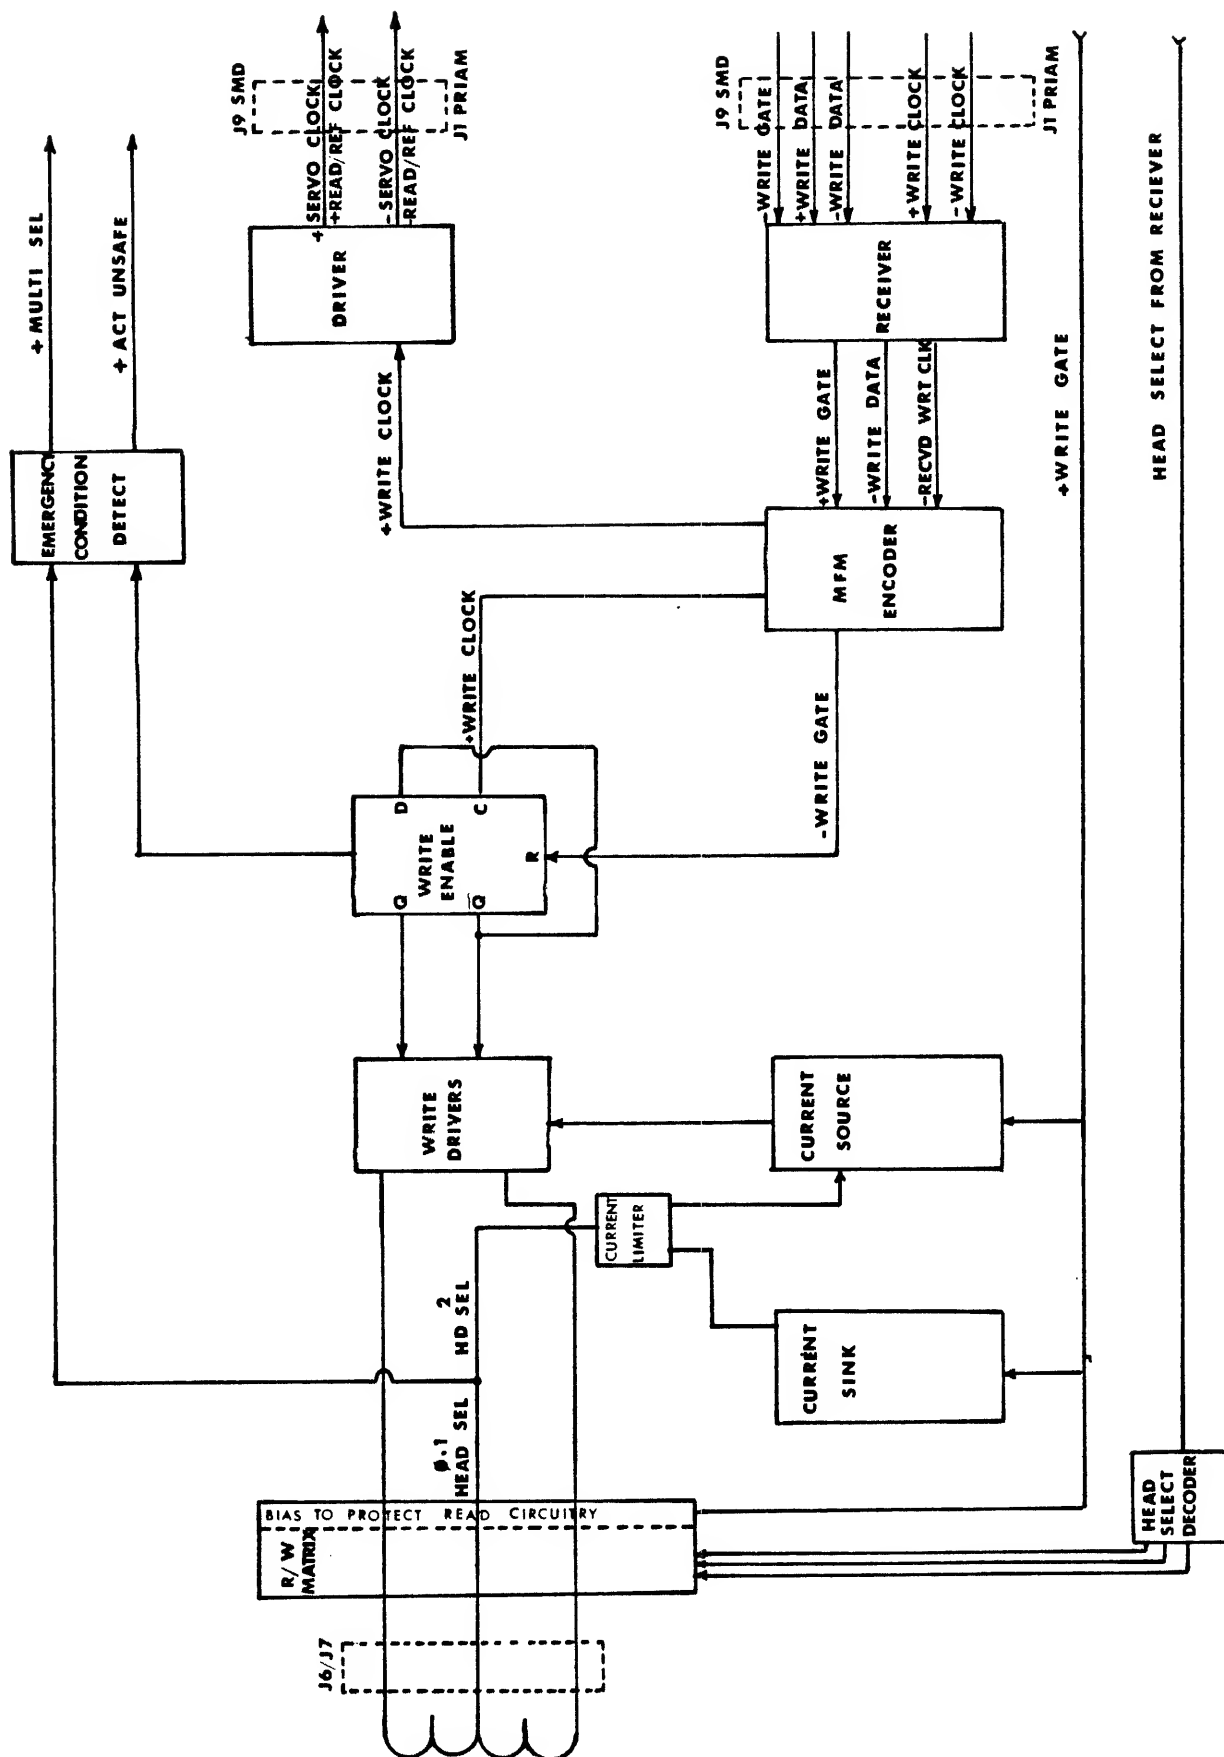 J6/J7
R/W
MATRIX
BIAS TO PROTECT READ CIRCUITRY
HEAD
SELECT
DECODER
Ø.1
HEAD SEL
2
HD SEL
CURRENT
SINK
CURRENT
LIMITER
CURRENT
SOURCE
WRITE
DRIVERS
Q
Q
WRITE
ENABLE
R
D
C
-WRITE GATE
+WRITE CLOCK
EMERGENCY
CONDITION
DETECT
+WRITE CLOCK
MFM
ENCODER
+WRITE GATE
-WRITE DATA
-RECVD WRT CLK
+MULTI SEL
+ACT UNSAFE
DRIVER
RECEIVER
+SERVO CLOCK
+READ/REF CLOCK
-SERVO CLOCK
-READ/REF CLOCK
J9 SMD
J1 PRIAM
-WRITE GATE
+WRITE DATA
-WRITE DATA
+WRITE CLOCK
-WRITE CLOCK
J9 SMD
J1 PRIAM
+WRITE GATE
HEAD SELECT FROM RECIEVER